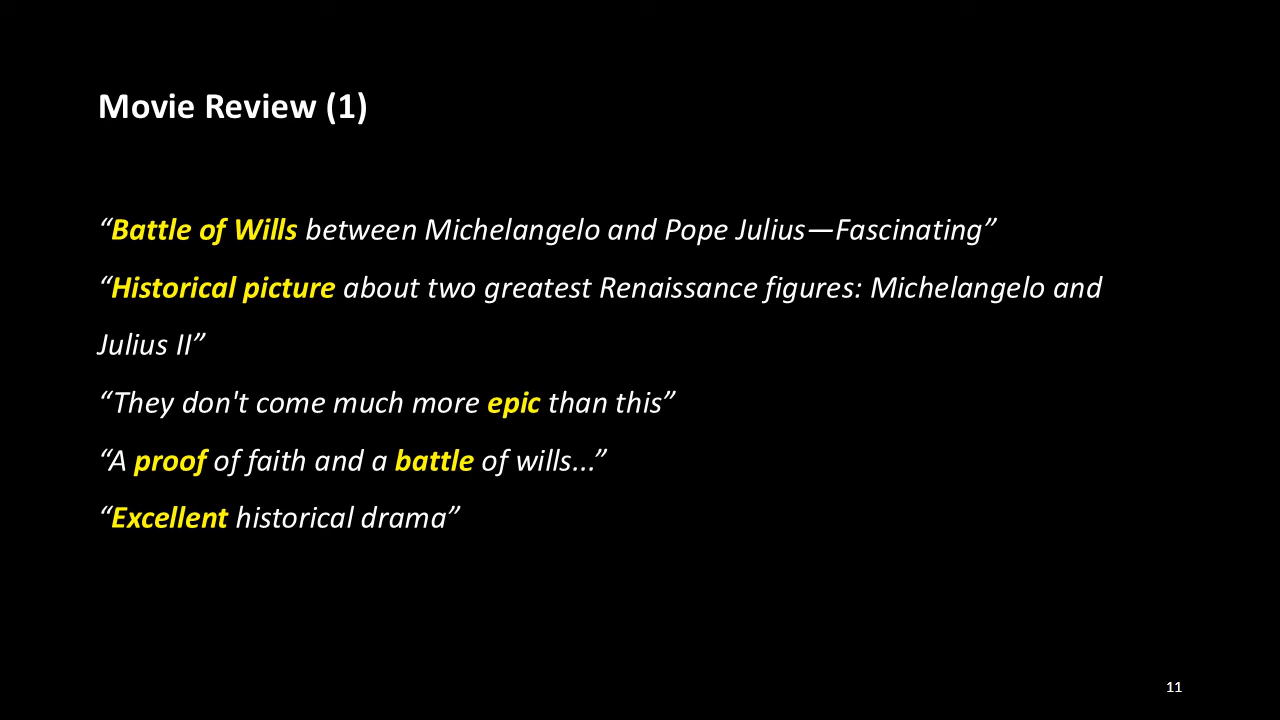 Movie Review (1)
“Battle of Wills between Michelangelo and Pope Julius—Fascinating”
“Historical picture about two greatest Renaissance figures: Michelangelo and
Julius II”
“They don't come much more epic than this”
“A proof of faith and a battle of wills...”
“Excellent historical drama”
11